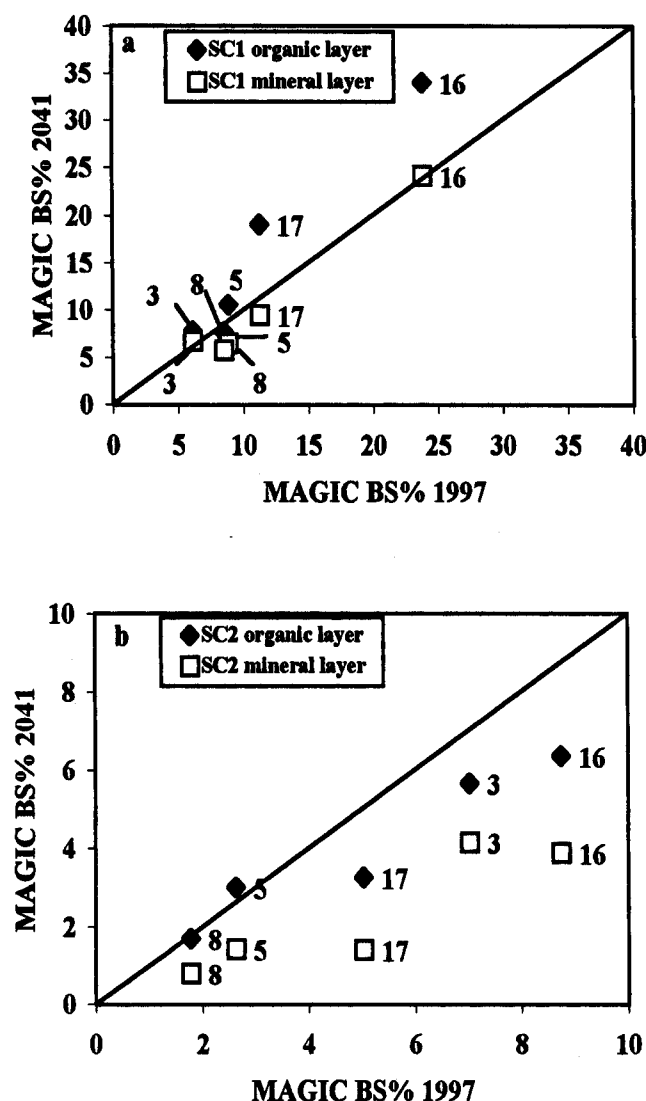 a
SC1 organic layer
SC1 mineral layer
MAGIC BS% 2041
40
35
30
25
20
15
10
5
0
16
16
17
8
5
3
17
5
3
8
0 5 10 15 20 25 30 35 40
MAGIC BS% 1997
b
SC2 organic layer
SC2 mineral layer
MAGIC BS% 2041
10
8
6
4
2
0
16
3
3
16
5
17
8
5
17
8
0 2 4 6 8 10
MAGIC BS% 1997